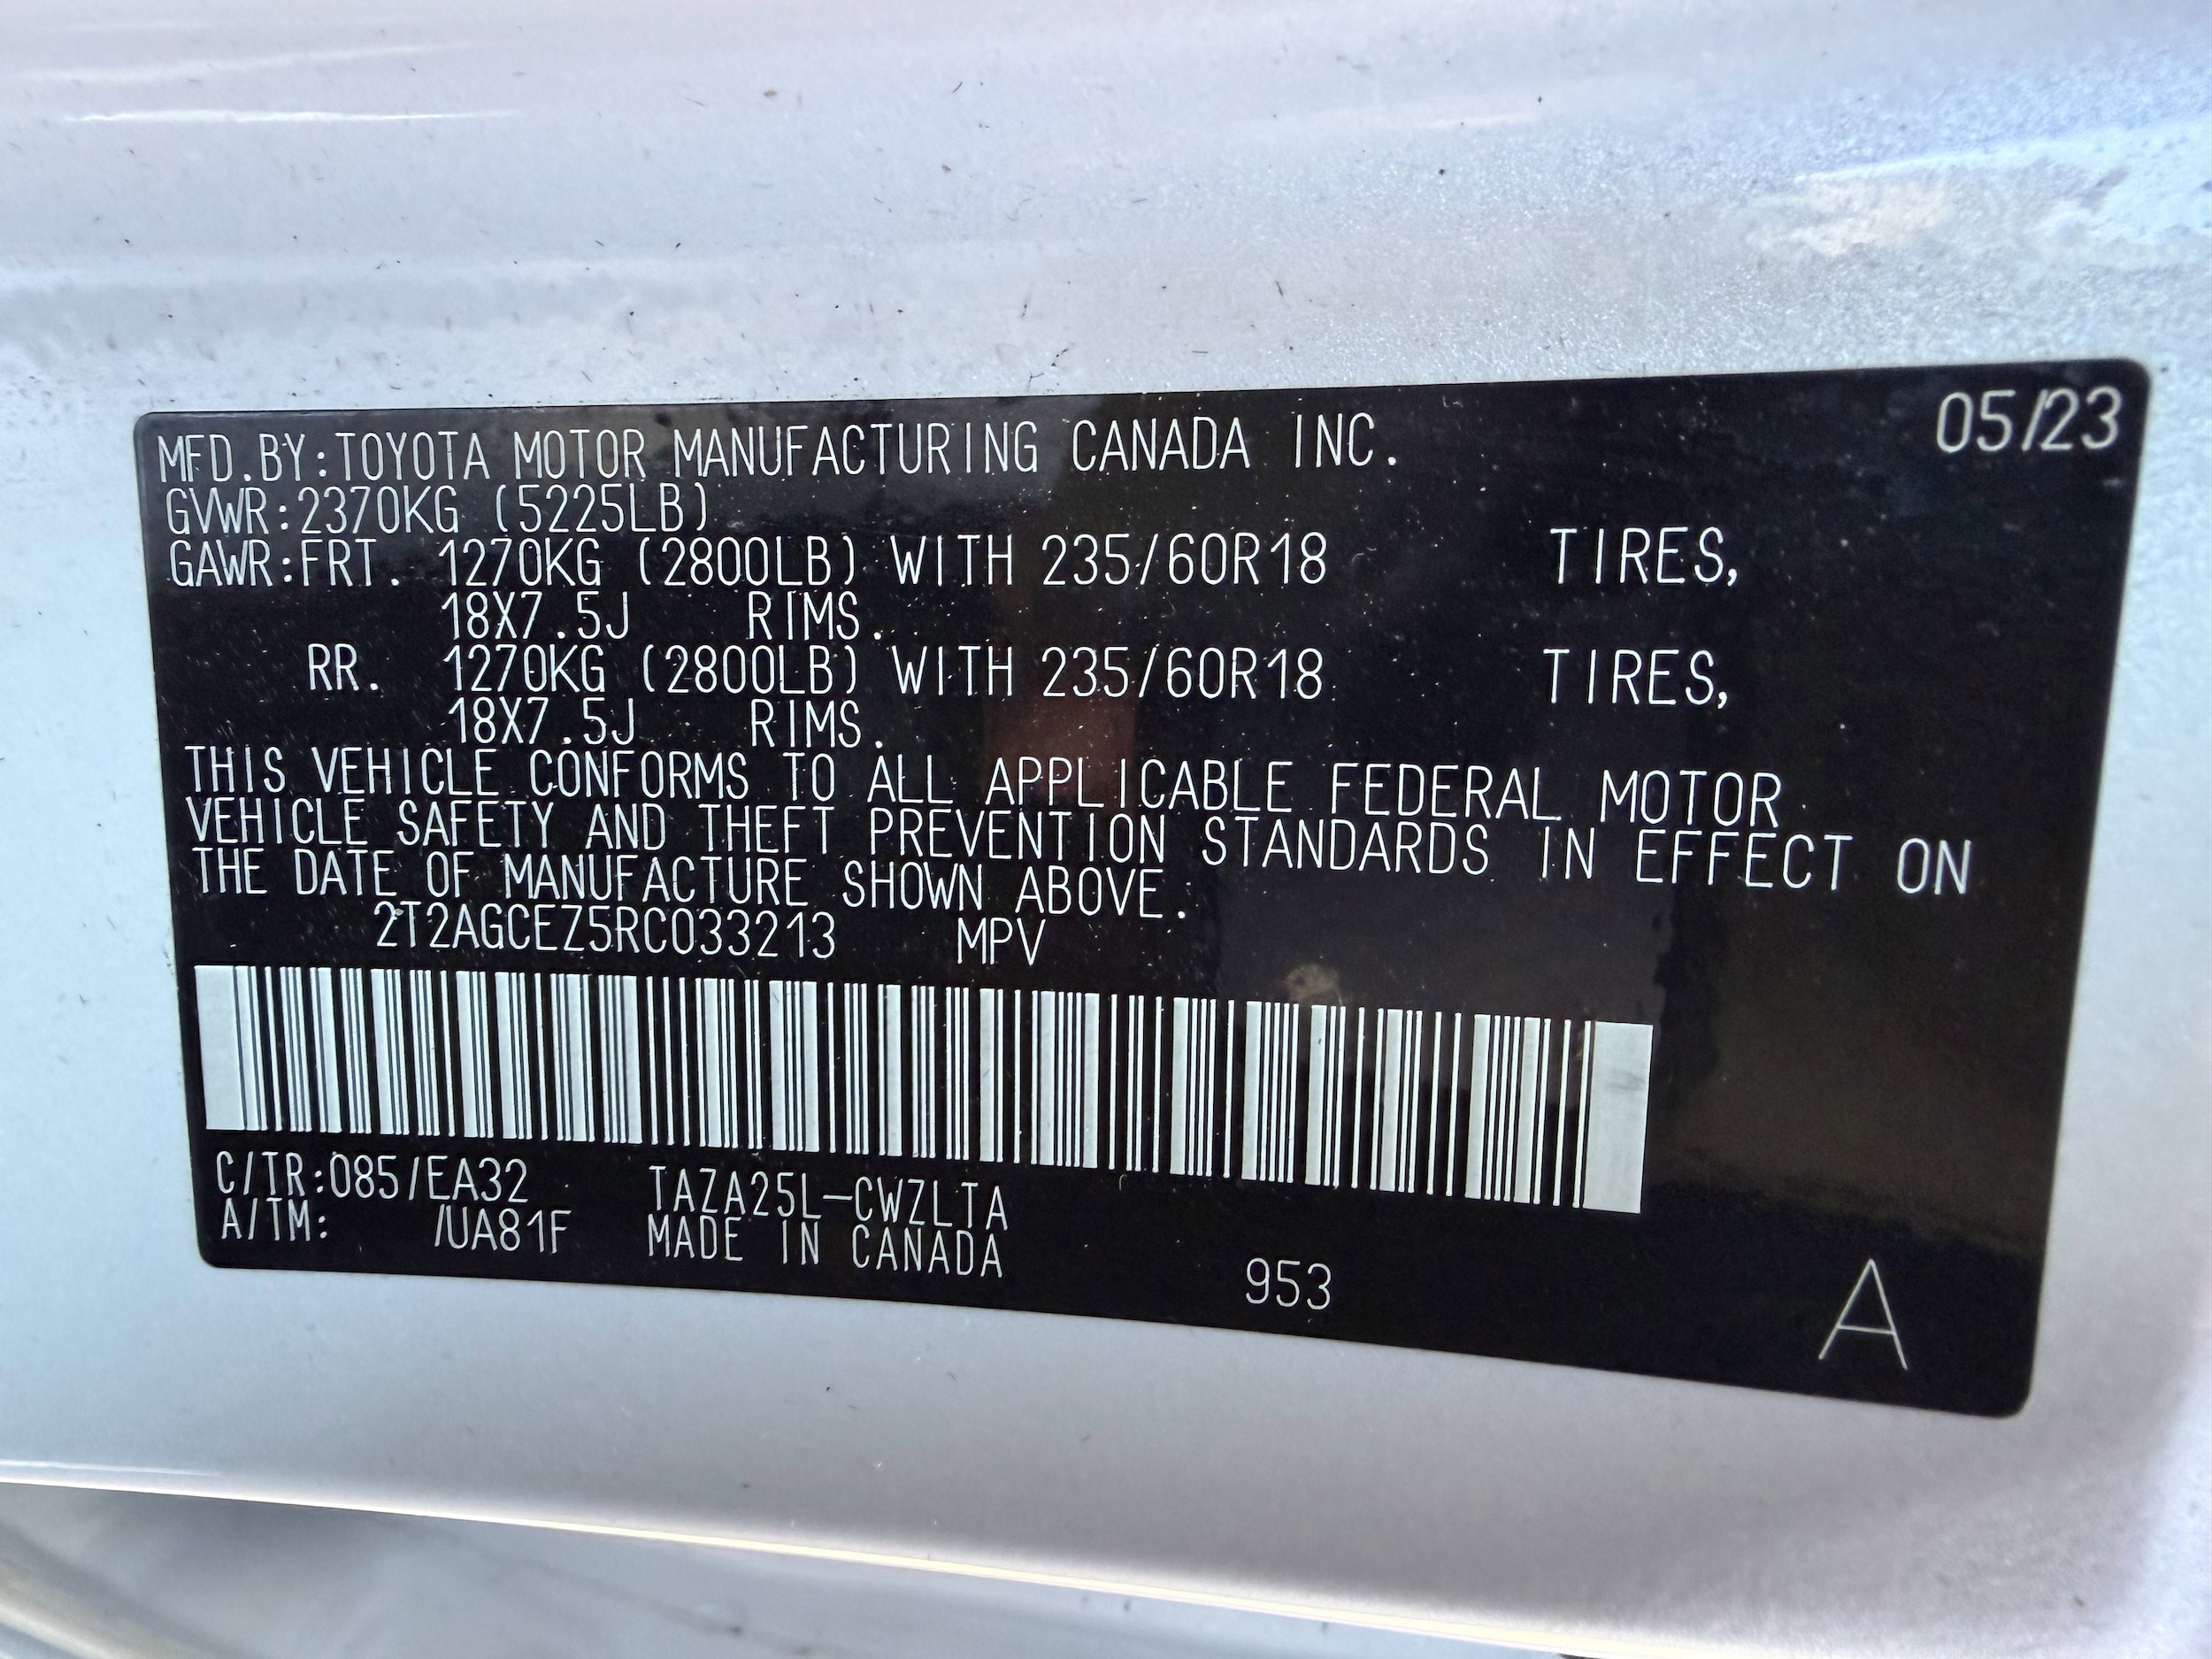 05/23
MFD.BY:TOYOTA MOTOR MANUFACTURING CANADA INC.
GVWR:2370KG (5225LB)
GAWR:FRT. 1270KG (2800LB) WITH 235/60R18 TIRES,
18X7.5J RIMS.
RR. 1270KG (2800LB) WITH 235/60R18 TIRES,
18X7.5J RIMS.
THIS VEHICLE CONFORMS TO ALL APPLICABLE FEDERAL MOTOR
VEHICLE SAFETY AND THEFT PREVENTION STANDARDS IN EFFECT ON
THE DATE OF MANUFACTURE SHOWN ABOVE.
2T2AGCEZ5RC033213 MPV
C/TR:085/EA32 TAZA25L-CWZLTA
A/TM: /UA81F MADE IN CANADA
953
A